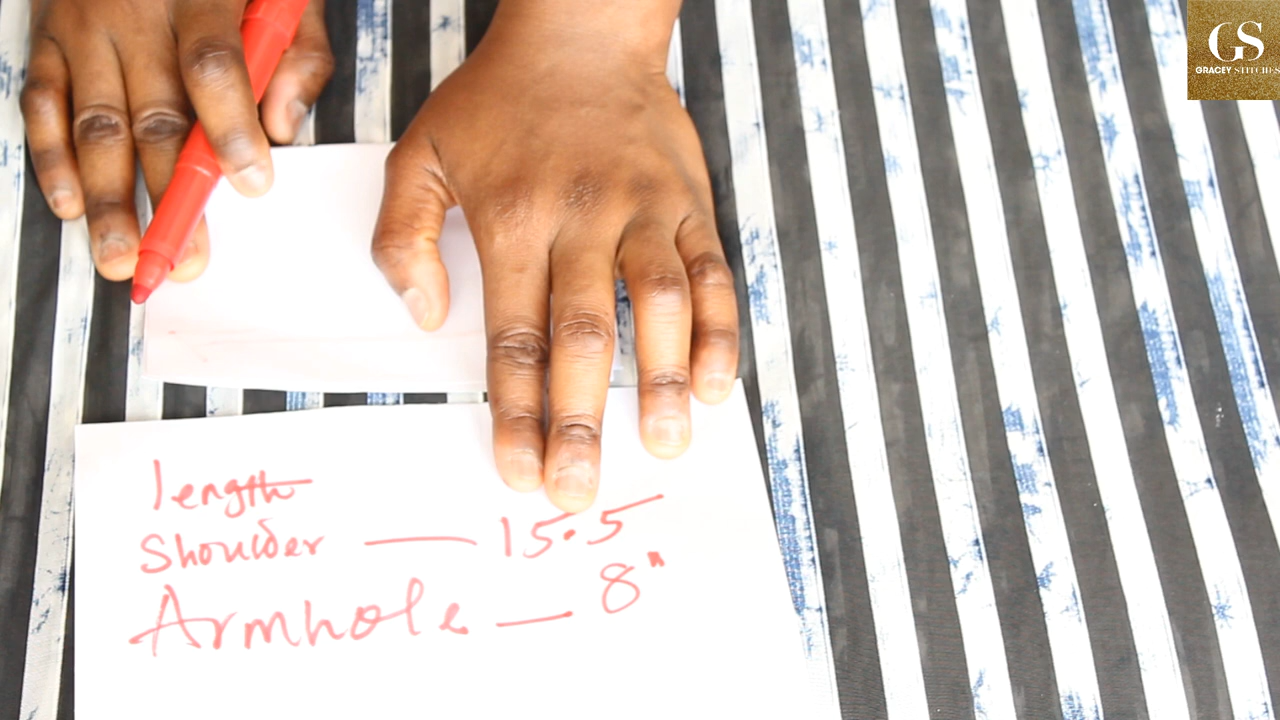 GS
GRACEY STITCHES
length
Shoulder — 15.5
Armhole — 8"